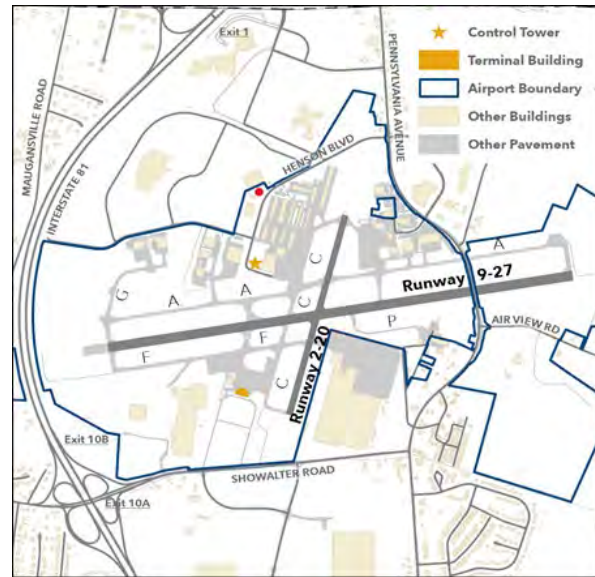 Exit 1
Control Tower
Terminal Building
Airport Boundary
Other Buildings
Other Pavement
PENNSYLVANIA AVENUE
MAUGANSVILLE ROAD
INTERSTATE 81
HENSON BLVD
A
C
G
A
A
C
Runway 9-27
F
F
P
AIR VIEW RD
C
Runway 2-20
Exit 10B
SHOWALTER ROAD
Exit 10A